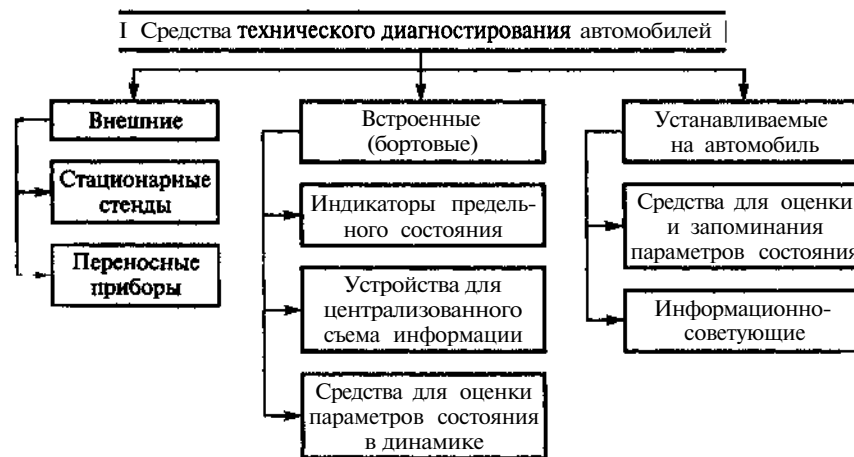 I Средства технического диагностирования автомобилей |
Внешние
Стационарные
стенды
Переносные
приборы
Встроенные
(бортовые)
Индикаторы предель-
ного состояния
Устройства для
централизованного
съема информации
Средства для оценки
параметров состояния
в динамике
Устанавливаемые
на автомобиль
Средства для оценки
и запоминания
параметров состояния
Информационно-
советующие